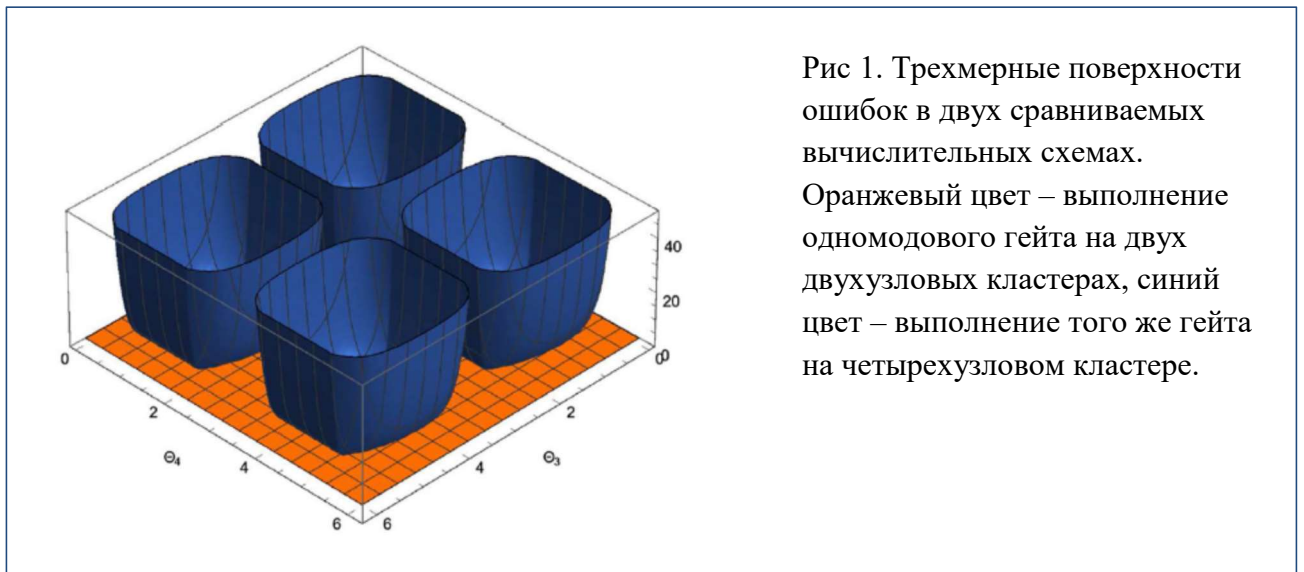 Рис 1. Трехмерные поверхности
ошибок в двух сравниваемых
вычислительных схемах.
Оранжевый цвет – выполнение
одномодового гейта на двух
двухузловых кластерах, синий
цвет – выполнение того же гейта
на четырехузловом кластере.
40
20
0
0
2
4
6
Θ₄
0
2
4
6
Θ₃